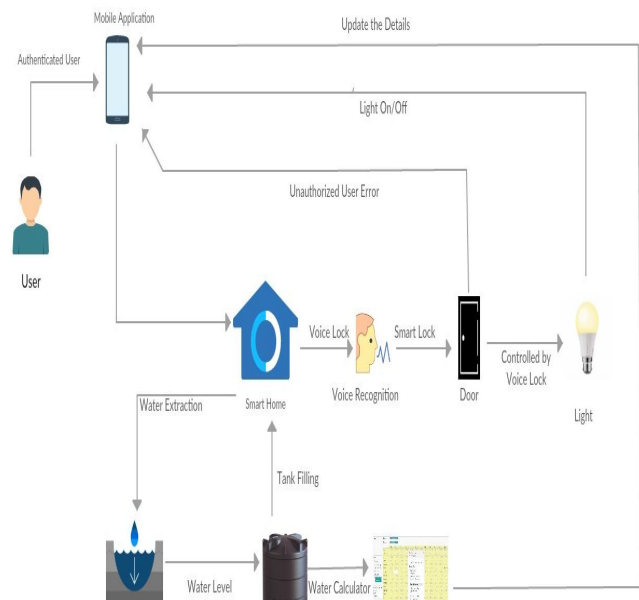 Mobile Application
Update the Details
Authenticated User
Light On/Off
Unauthorized User Error
User
Voice Lock
Smart Lock
Controlled by
Voice Lock
Voice Recognition
Door
Light
Water Extraction
Smart Home
Tank Filling
Water Level
Water Calculator